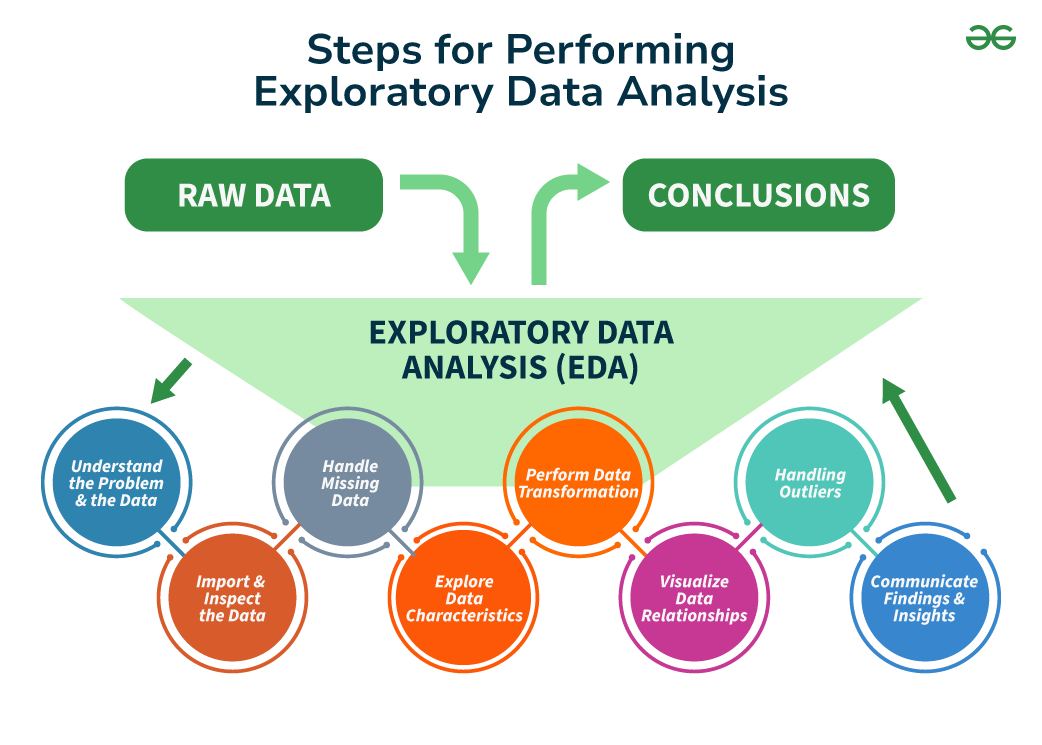 Steps for Performing
Exploratory Data Analysis
RAW DATA
CONCLUSIONS
EXPLORATORY DATA
ANALYSIS (EDA)
Understand
the Problem
& the Data
Import &
Inspect
the Data
Handle
Missing
Data
Explore
Data
Characteristics
Perform Data
Transformation
Visualize
Data
Relationships
Handling
Outliers
Communicate
Findings &
Insights